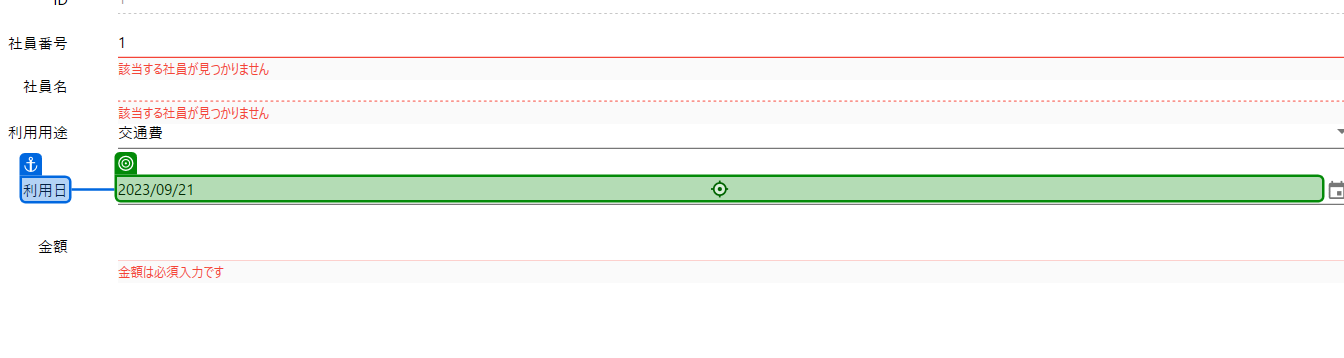 ID
社員番号 1
該当する社員が見つかりません
社員名
該当する社員が見つかりません
利用用途 交通費
利用日 2023/09/21
金額
金額は必須入力です